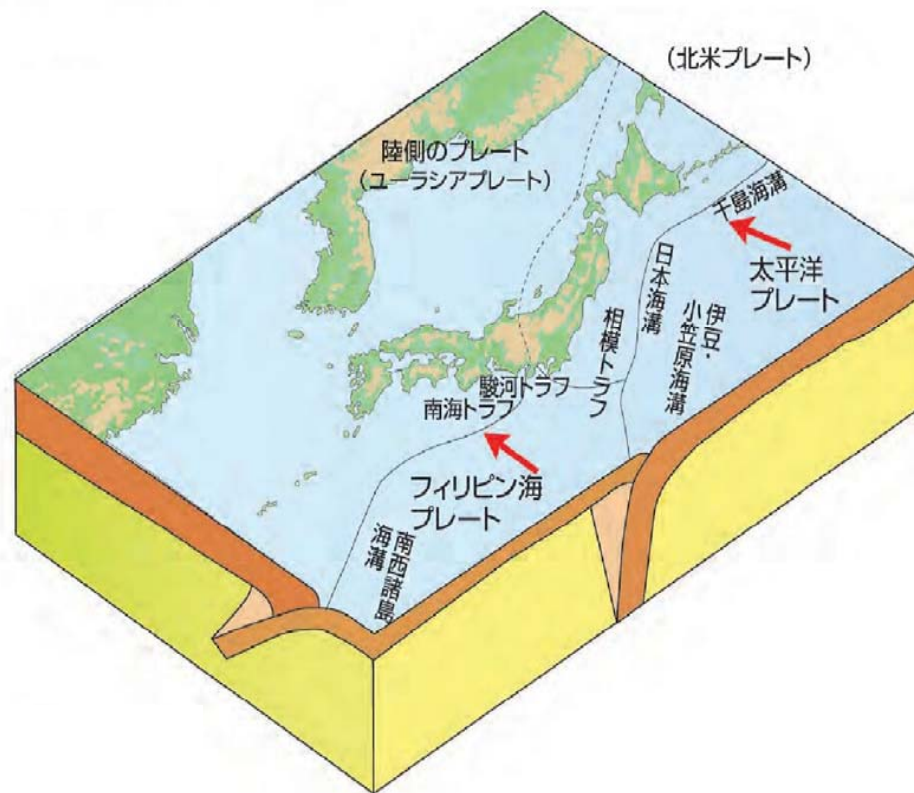 (北米プレート)
陸側のプレート
(ユーラシアプレート)
千島海溝
太平洋
プレート
日本海溝
伊豆・
小笠原海溝
相模トラフ
駿河トラフ
南海トラフ
フィリピン海
プレート
南西諸島
海溝